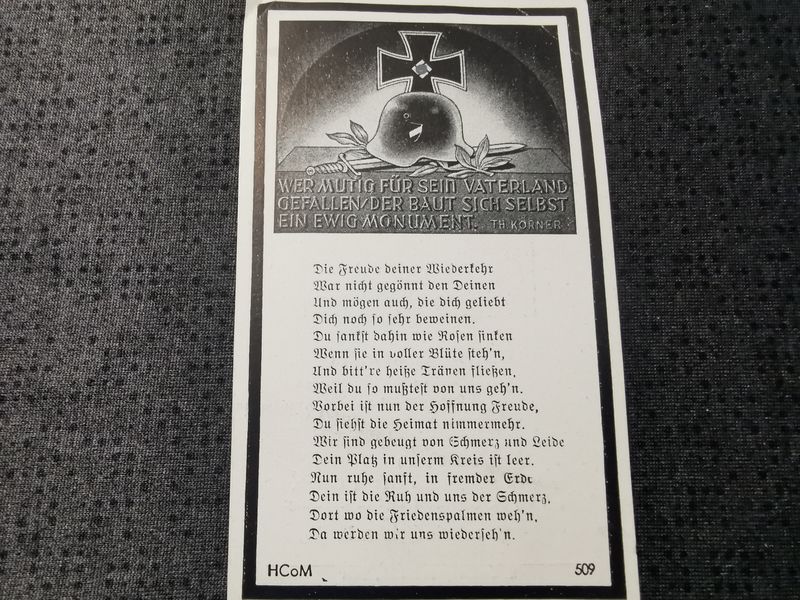 WER MUTIG FÜR SEIN VATERLAND
GEFALLEN/DER BAUT SICH SELBST
EIN EWIG MONUMENT. TH. KÖRNER
Die Freude deiner Wiederkehr
War nicht gegönnt den Deinen
Und mögen auch, die dich geliebt
Dich noch so sehr beweinen.
Du sankst dahin wie Rosen sinken
Wenn sie in voller Blüte steh'n,
Und bitt're heiße Tränen fließen,
Weil du so mußtest von uns geh'n.
Vorbei ist nun der Hoffnung Freude,
Du siehst die Heimat nimmermehr.
Wir sind gebeugt von Schmerz und Leide
Dein Platz in unserm Kreis ist leer.
Nun ruhe sanft, in fremder Erde
Dein ist die Ruh und uns der Schmerz,
Dort wo die Friedenspalmen weh'n,
Da werden wir uns wiederseh'n.
HCoM 509